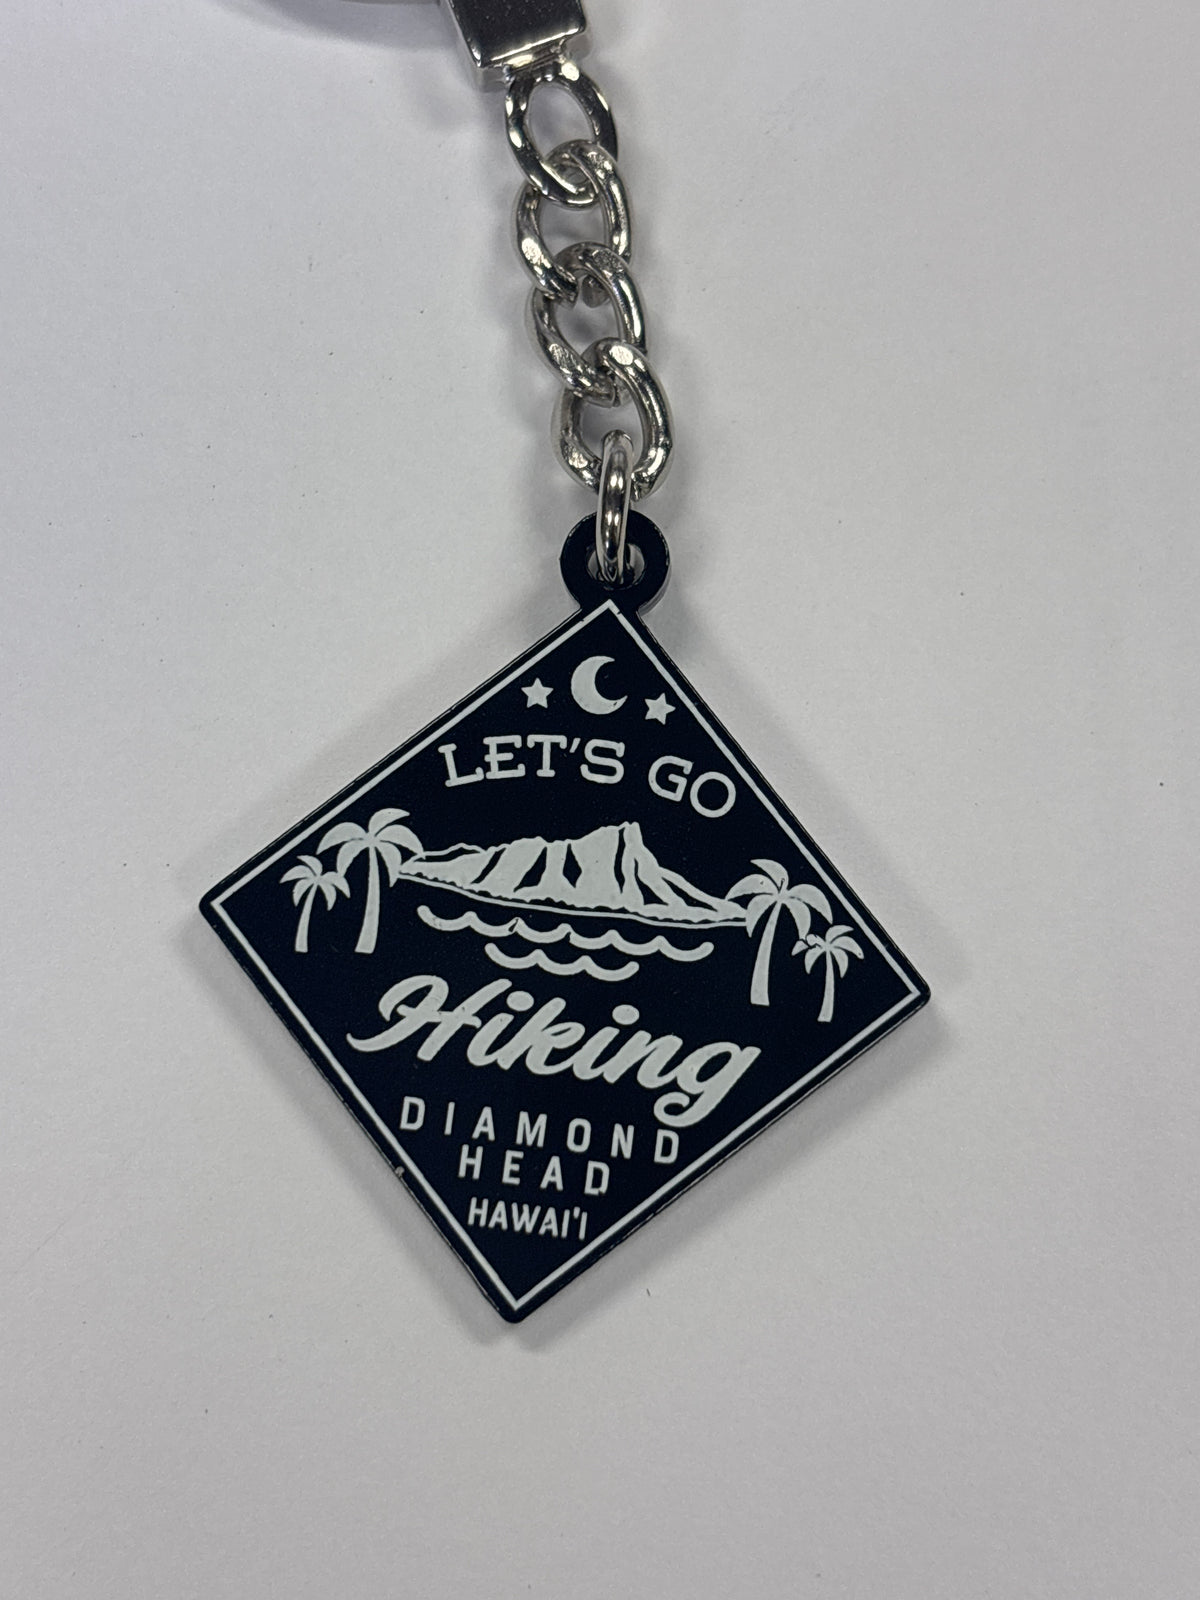 LET'S GO
Hiking
DIAMOND
HEAD
HAWAI'I